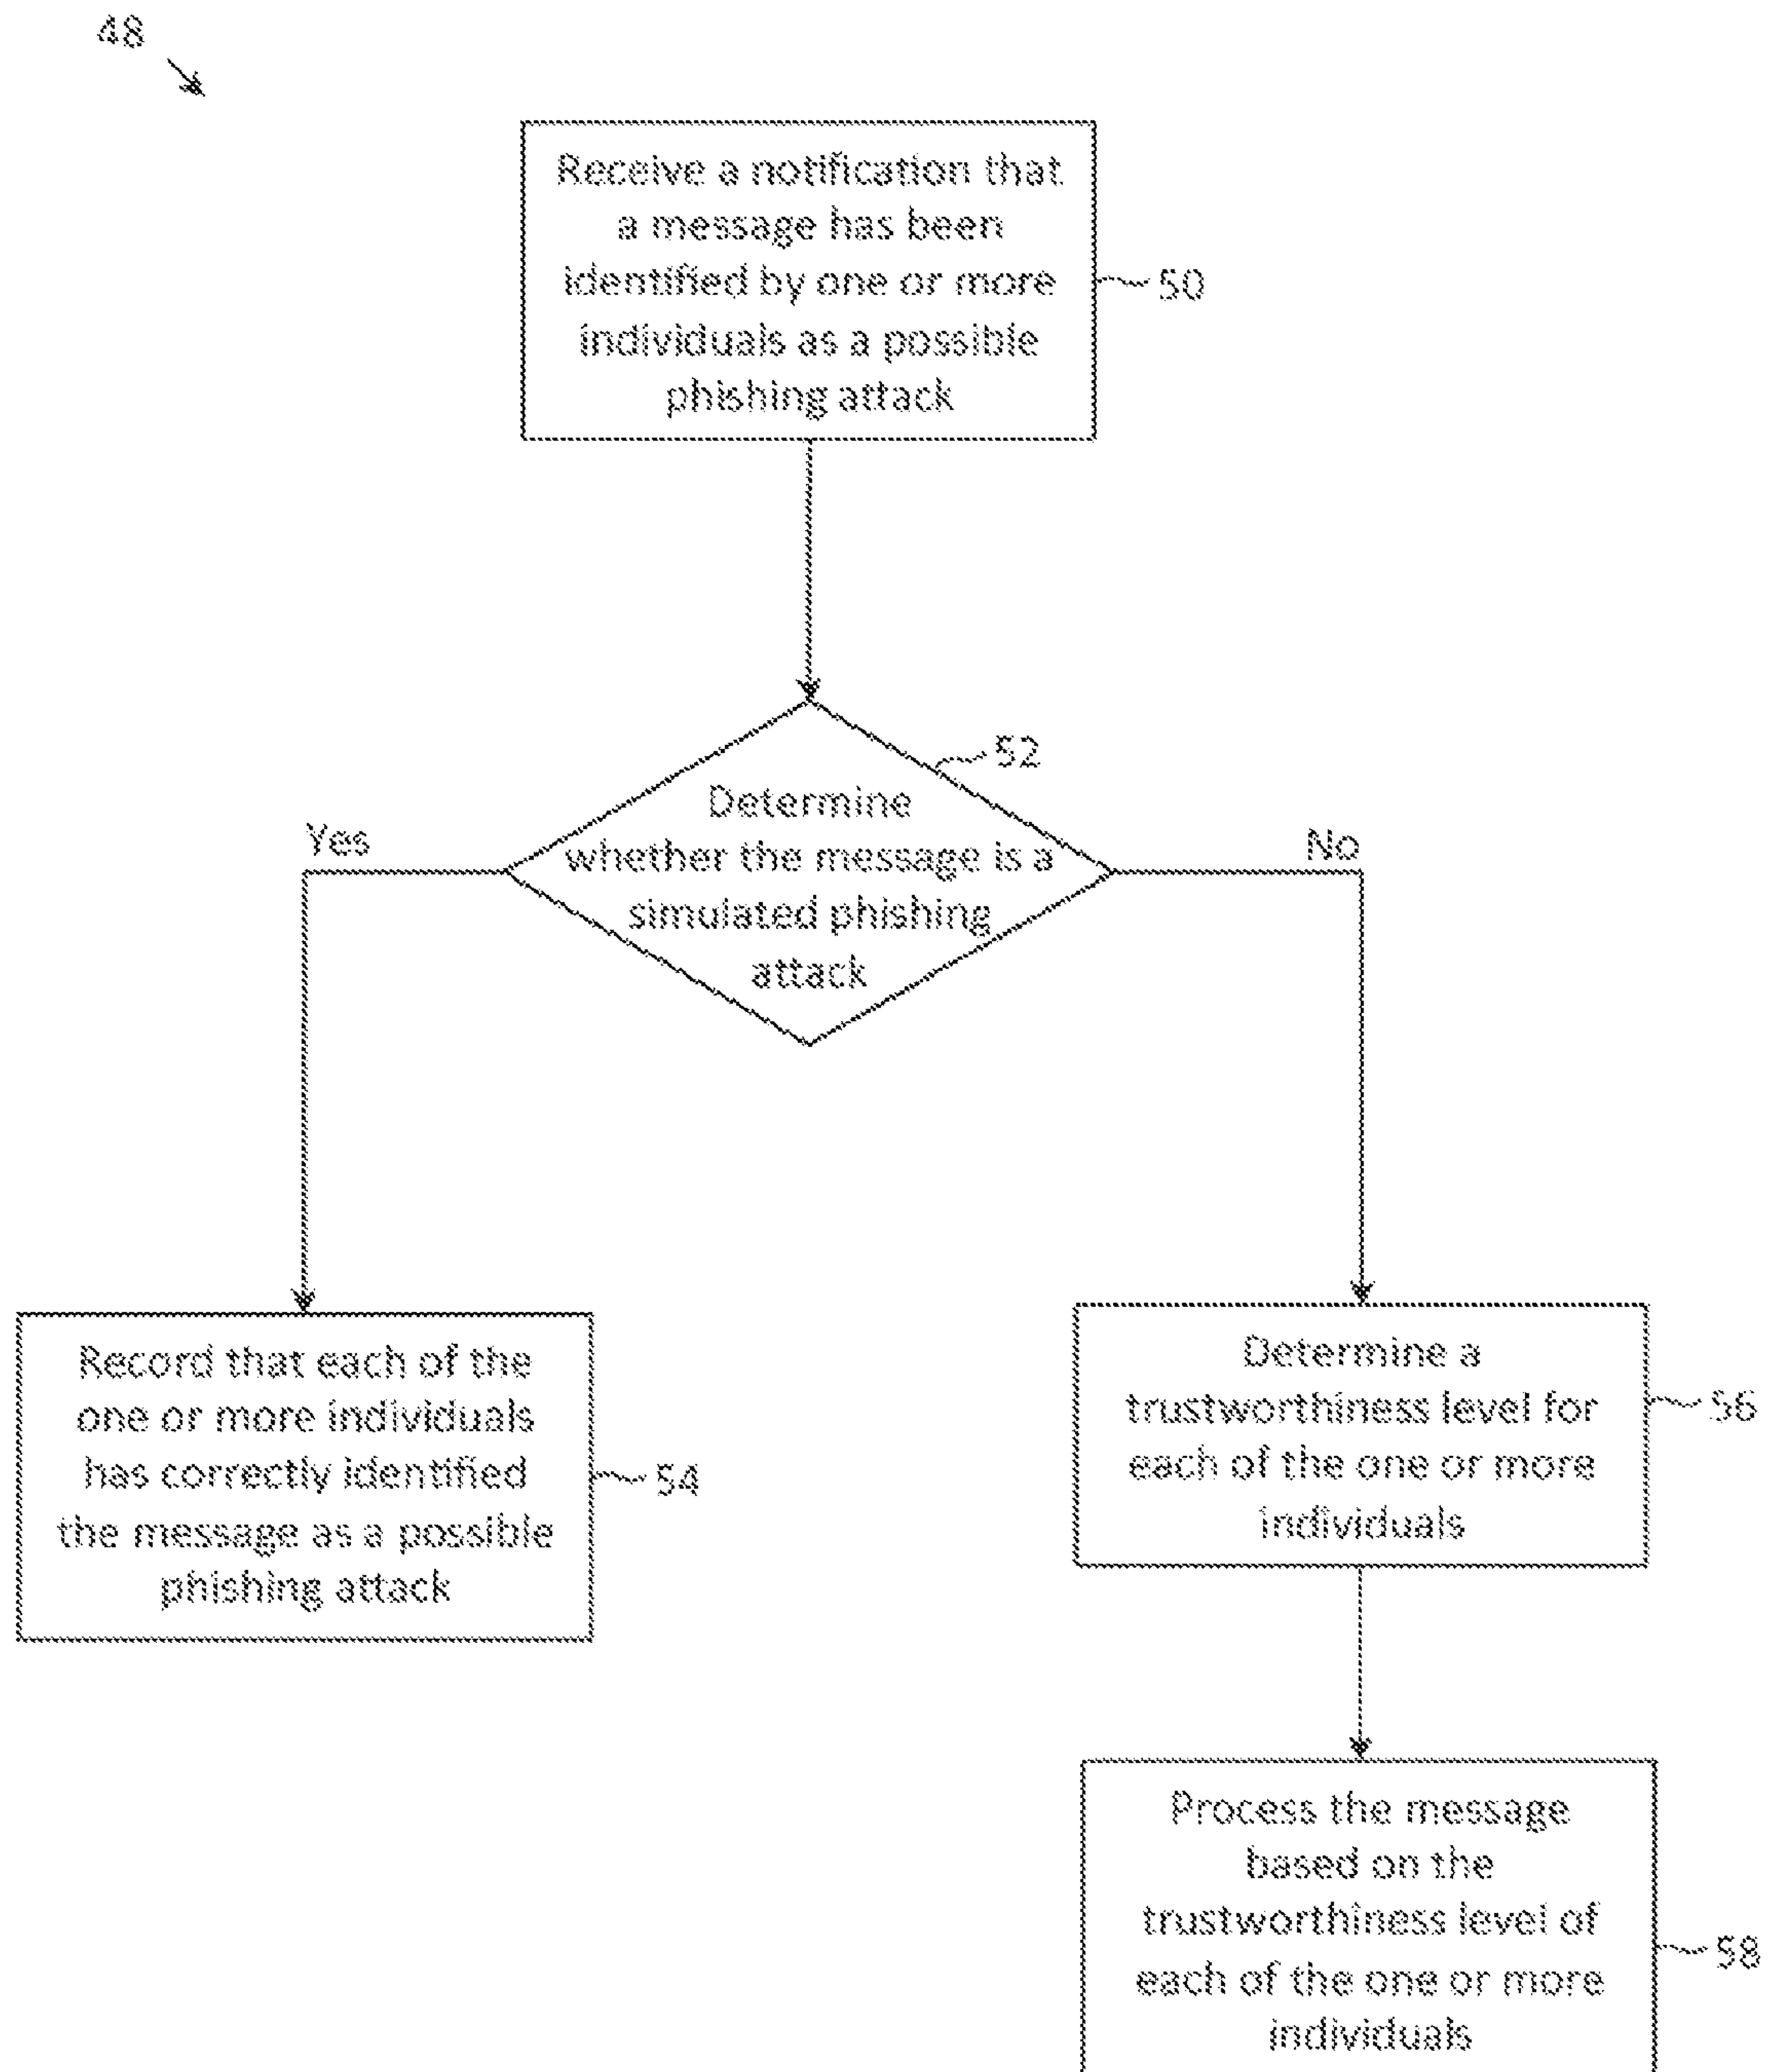 48
Receive a notification that
a message has been
identified by one or more
individuals as a possible
phishing attack
50
52
Determine
whether the message is a
simulated phishing
attack
Yes
No
Record that each of the
one or more individuals
has correctly identified
the message as a possible
phishing attack
54
Determine a
trustworthiness level for
each of the one or more
individuals
56
Process the message
based on the
trustworthiness level of
each of the one or more
individuals
58